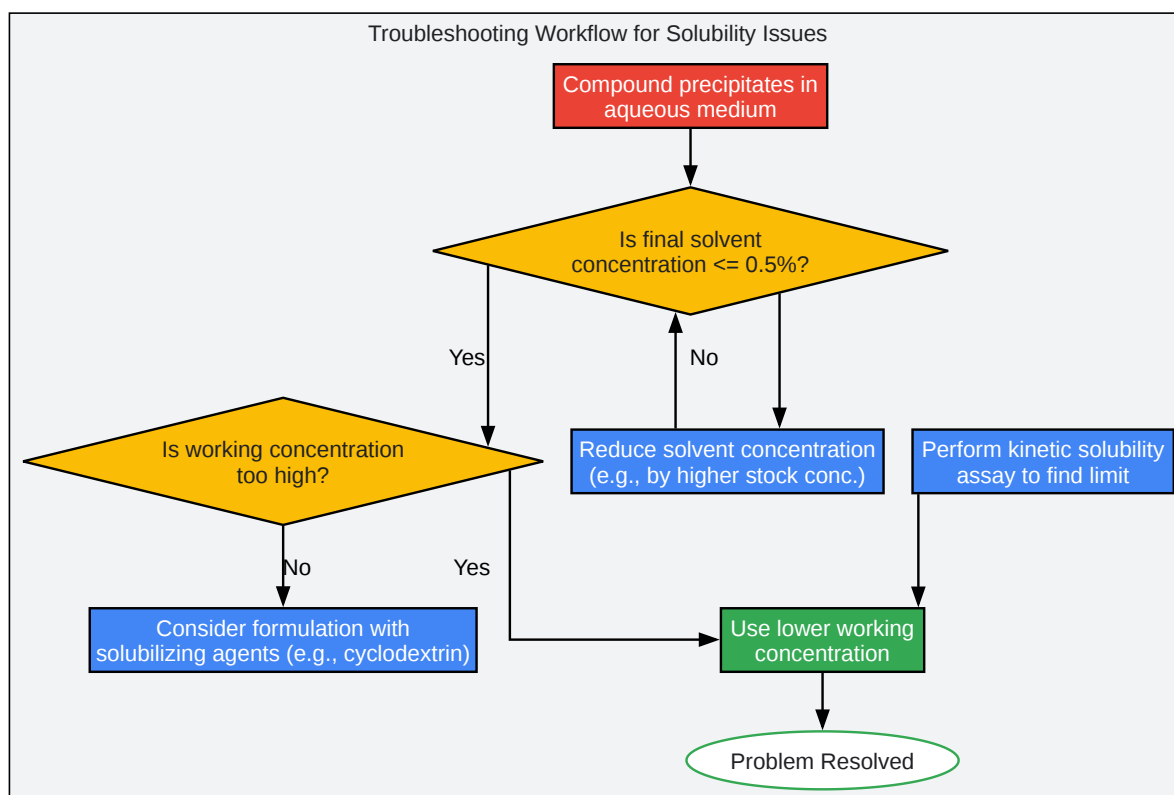 Troubleshooting Workflow for Solubility Issues
Compound precipitates in
aqueous medium
Is final solvent
concentration <= 0.5%?
Yes
No
Is working concentration
too high?
Reduce solvent concentration
(e.g., by higher stock conc.)
Perform kinetic solubility
assay to find limit
No
Yes
Consider formulation with
solubilizing agents (e.g., cyclodextrin)
Use lower working
concentration
Problem Resolved